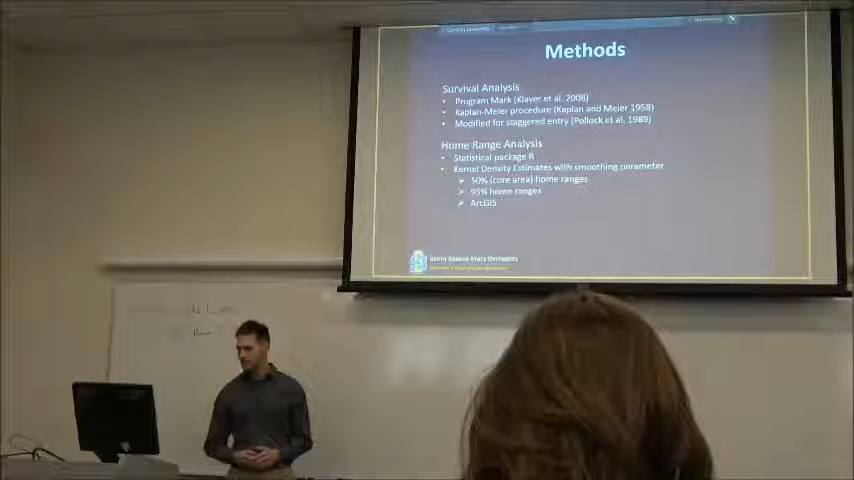 Methods
Survival Analysis
• Program Mark (Klaver et al. 2008)
• Kaplan-Meier procedure (Kaplan and Meier 1958)
• Modified for staggered entry (Pollock et al. 1989)
Home Range Analysis
• Statistical package R
• Kernel Density Estimates with smoothing parameter
➢ 50% (core area) home ranges
➢ 95% home ranges
➢ ArcGIS
South Dakota State University